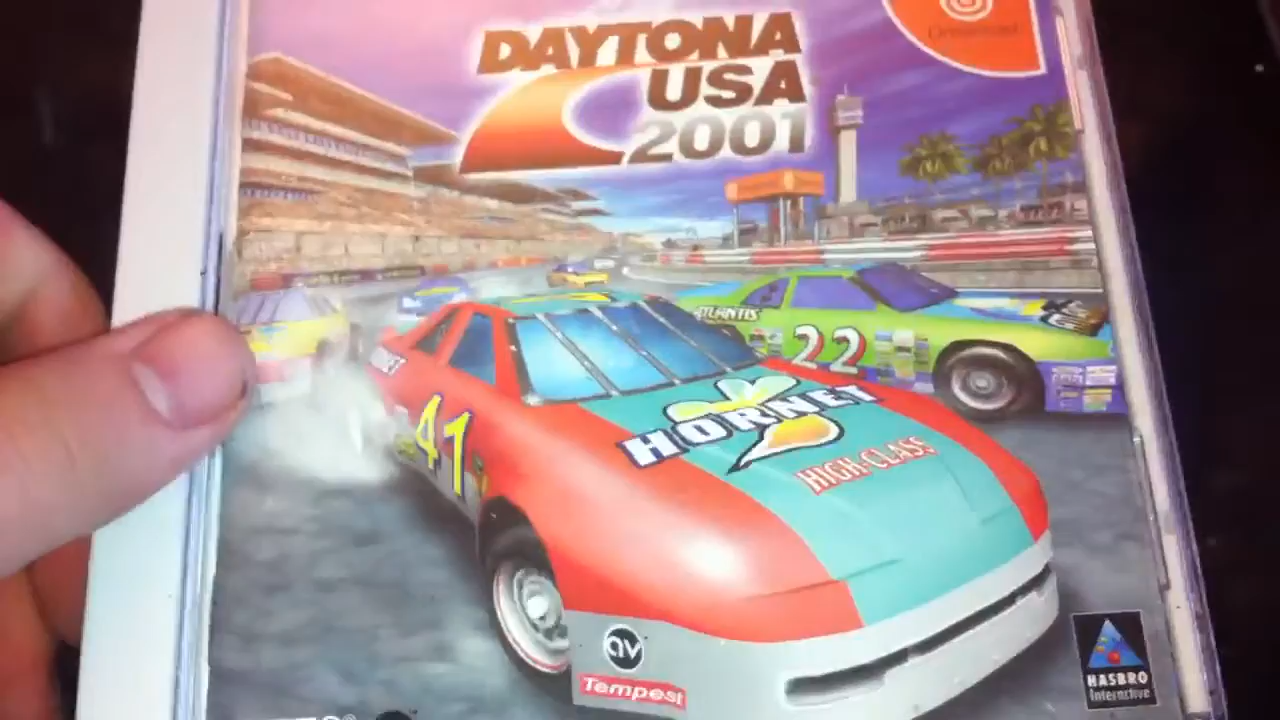 DAYTONA
USA
2001
Dreamcast
ATLANTIS
22
41
HORNET
HIGH-CLASS
av
Tempest
HASBRO
Interactive